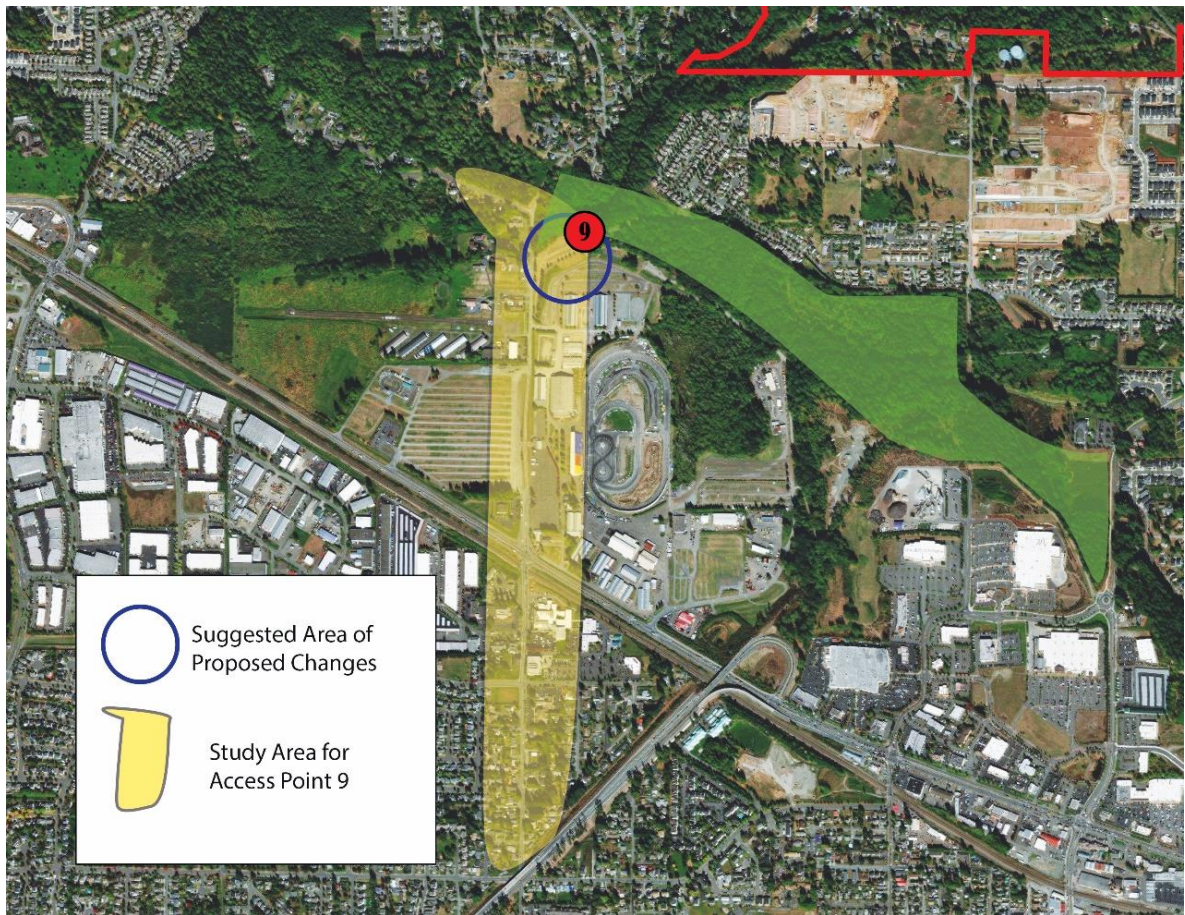 9
Suggested Area of
Proposed Changes
Study Area for
Access Point 9